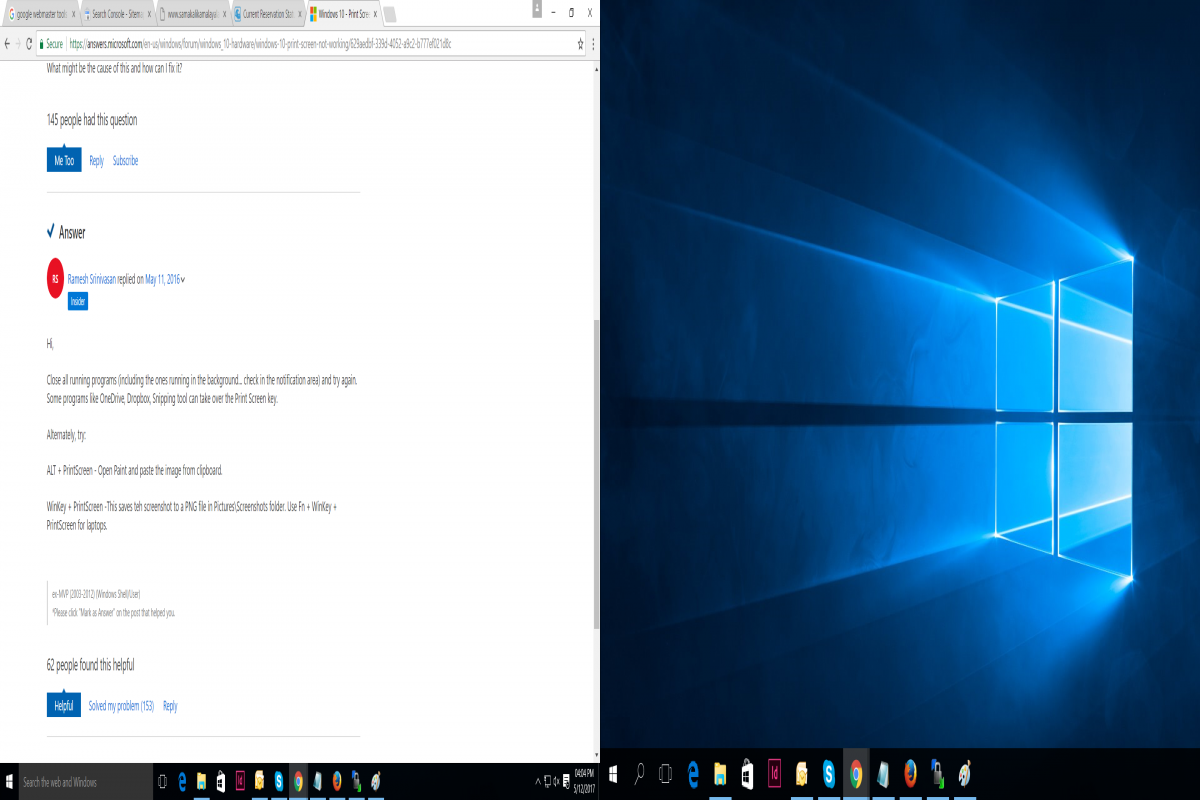 google webmaster tool
Search Console - Sitema
www.samakalikamalayal
Current Reservation Stat
Windows 10 - Print Scre
Secure | https://answers.microsoft.com/en-us/windows/forum/windows_10-hardware/windows-10-print-screen-not-working/
What might be the cause of this and how can I fix it?
145 people had this question
Me Too Reply Subscribe
Answer
RS
Ramesh Srinivasan replied on May 11, 2016
Insider
Hi,
Close all running programs (including the ones running in the background... check in the notification area) and try again.
Some programs like OneDrive, Dropbox, Snipping tool can take over the Print Screen key.
Alternately, try:
ALT + PrintScreen - Open Paint and paste the image from clipboard.
WinKey + PrintScreen -This saves teh screenshot to a PNG file in Pictures\Screenshots folder. Use Fn + WinKey +
PrintScreen for laptops.
ex-MVP (2003-2012) (Windows Shell/User)
*Please click "Mark as Answer" on the post that helped you.
62 people found this helpful
Helpful Solved my problem (153) Reply
Search the web and Windows
04:04 PM
5/12/2017